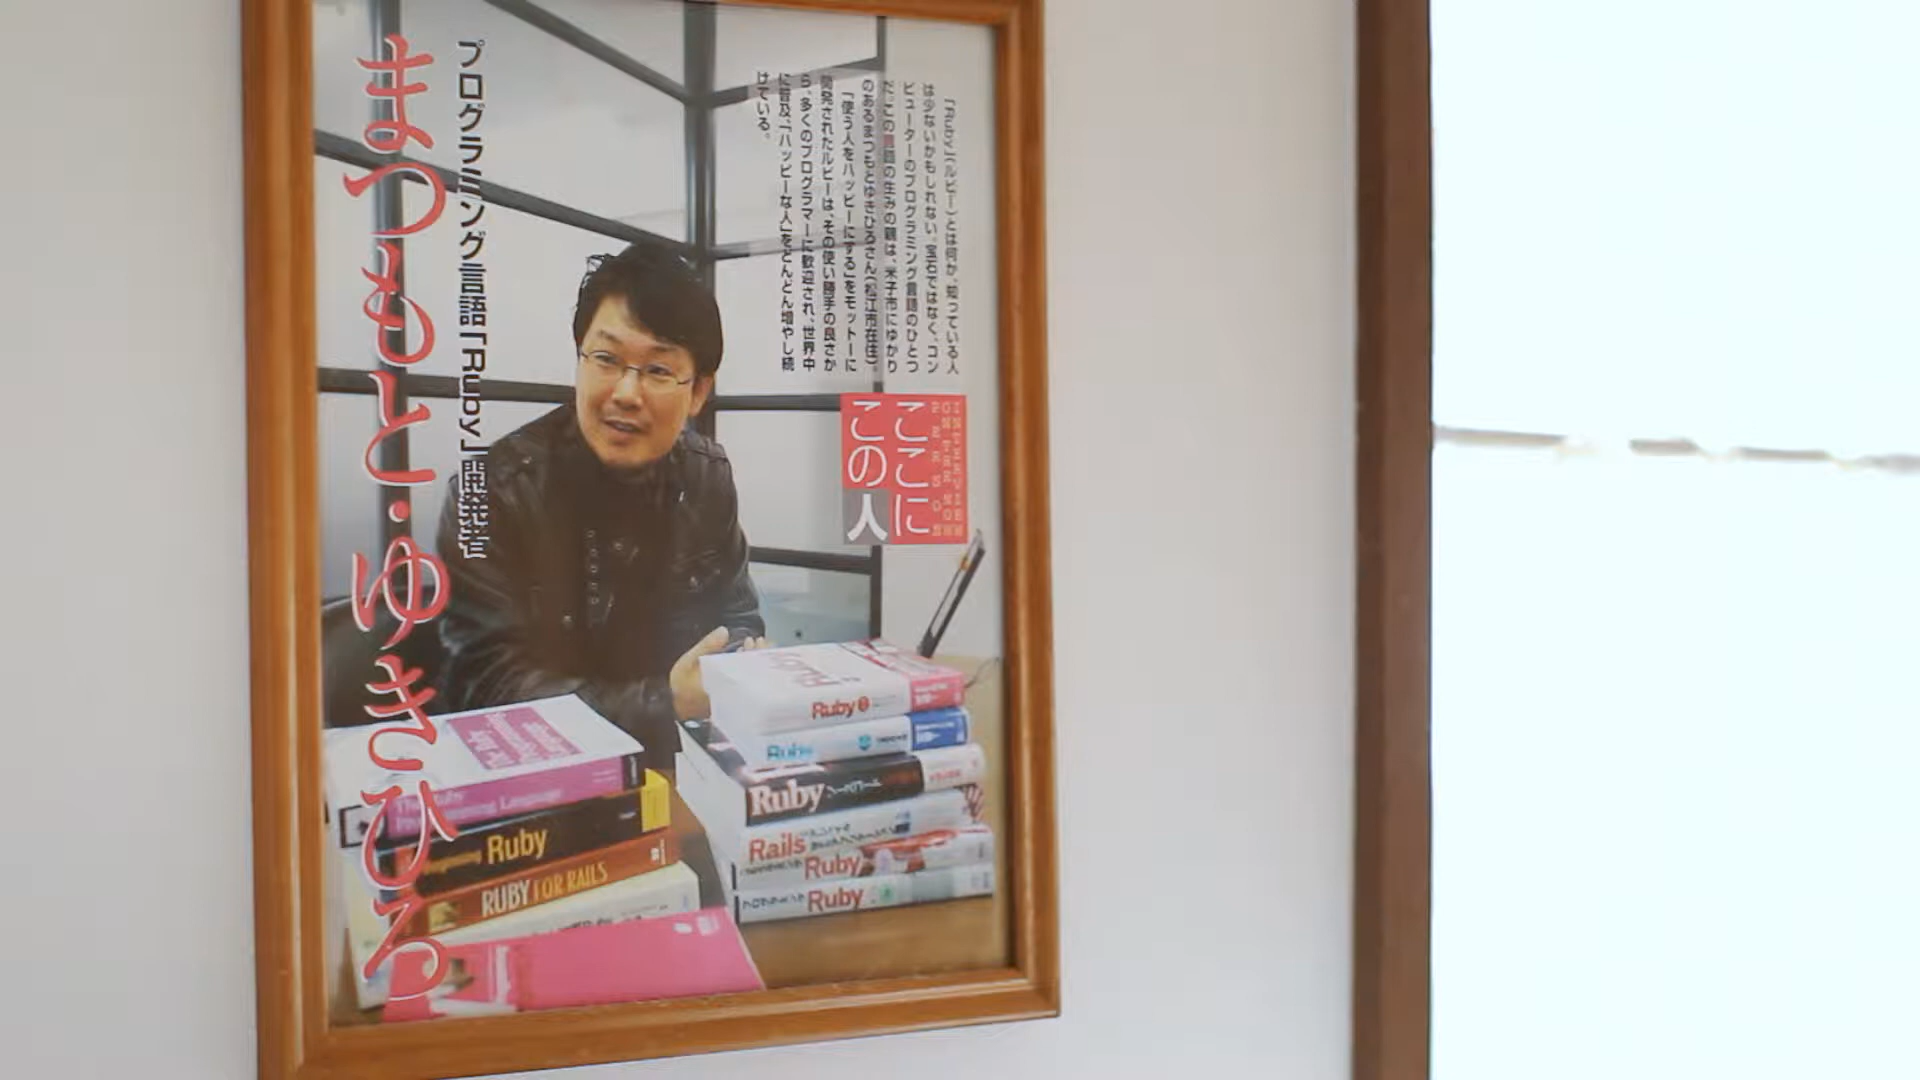 プログラミング言語「Ruby」開発者
まつもと・ゆきひろ
「Ruby」(ルビー)とは何か、知っている人
は少ないかもしれない。宝石ではなく、コン
ピューターのプログラミング言語のひとつ
だ。この言語の生みの親は、米子市にゆかり
のあるまつもとゆきひろさん(松江市在住)。
「使う人をハッピーにする」をモットーに
開発されたルビーは、その使い勝手の良さか
ら、多くのプログラマーに歓迎され、世界中
に普及、「ハッピーな人」をどんどん増やし続
けている。
ここに
この人
Ruby
Ruby
Ruby
Rails
Ruby
Ruby
The Ruby
Programming Language
Beginning Ruby
RUBY FOR RAILS